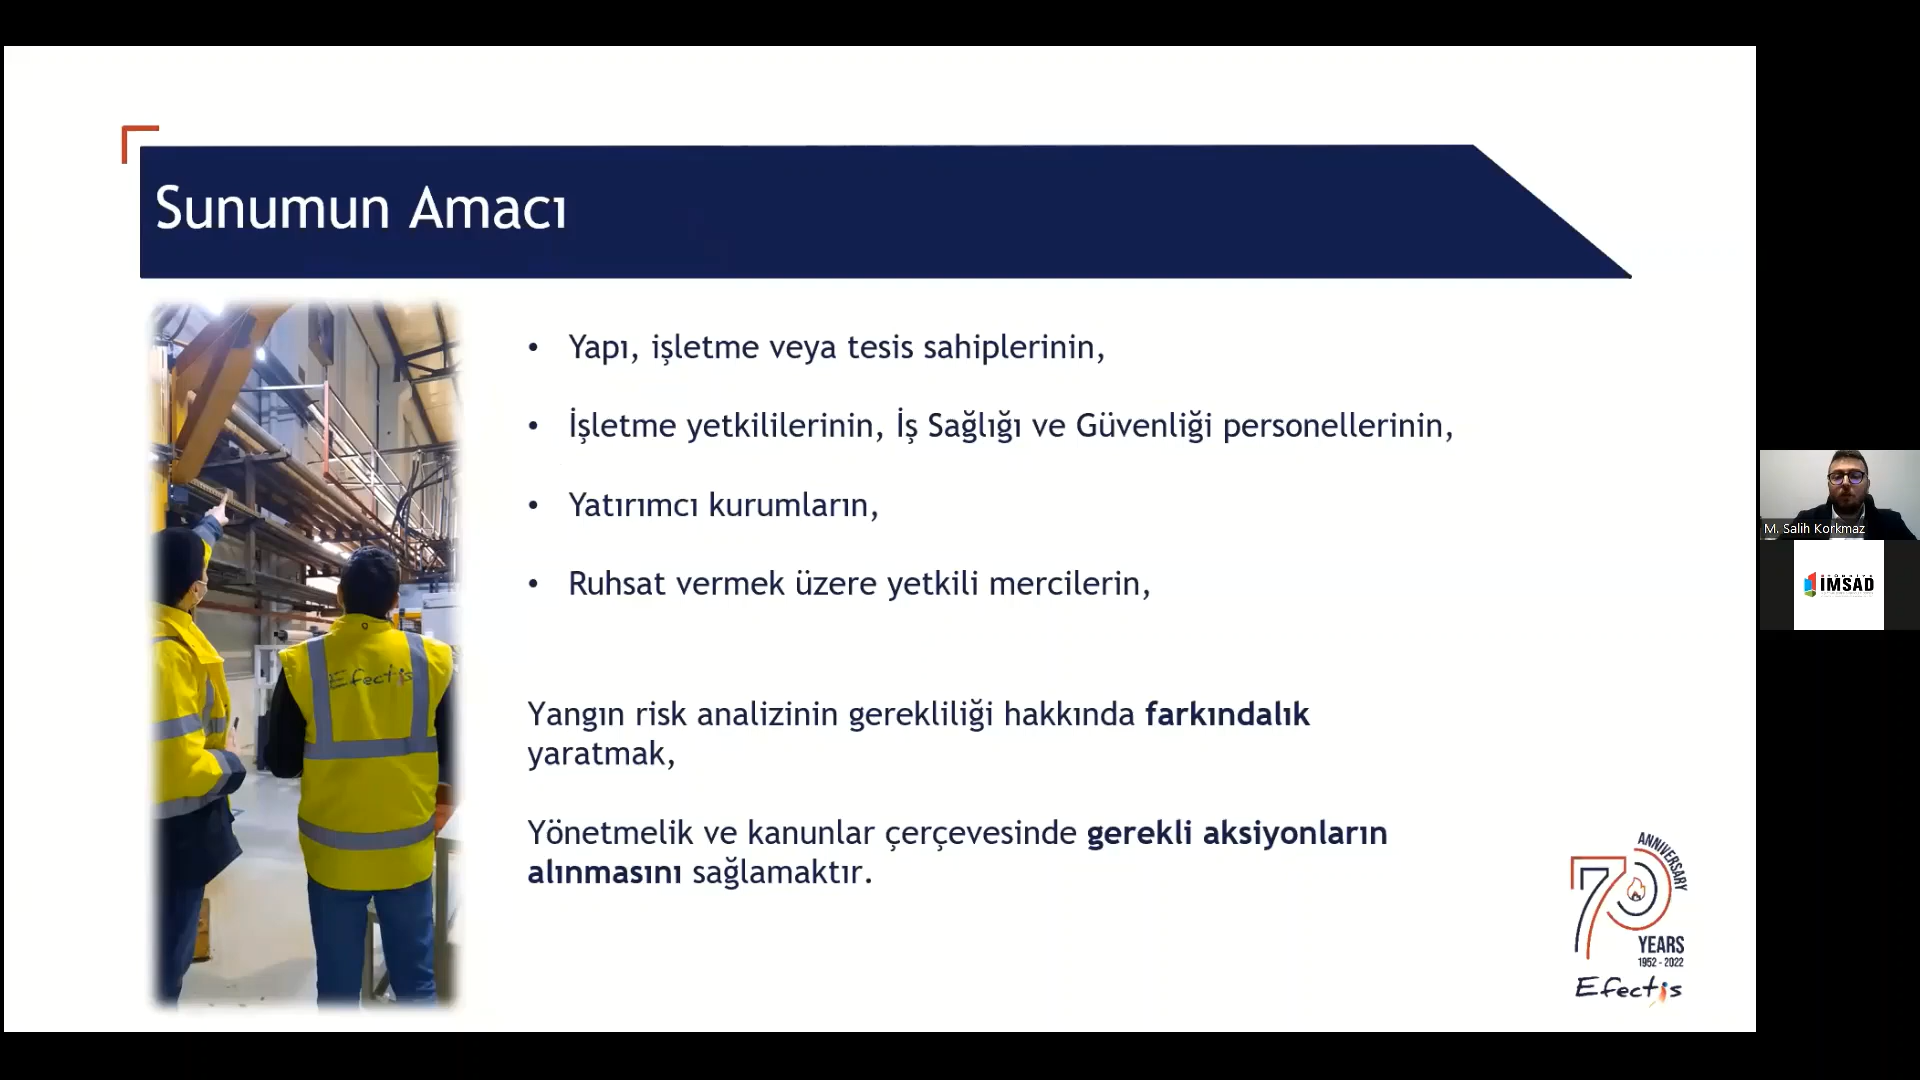 Sunumun Amacı
• Yapı, işletme veya tesis sahiplerinin,
• İşletme yetkililerinin, İş Sağlığı ve Güvenliği personellerinin,
• Yatırımcı kurumların,
• Ruhsat vermek üzere yetkili mercilerin,
Yangın risk analizinin gerekliliği hakkında farkındalık
yaratmak,
Yönetmelik ve kanunlar çerçevesinde gerekli aksiyonların
alınmasını sağlamaktır.
Efectis
70
ANNIVERSARY
YEARS
1952 - 2022
Efectis
M. Salih Korkmaz
İMSAD